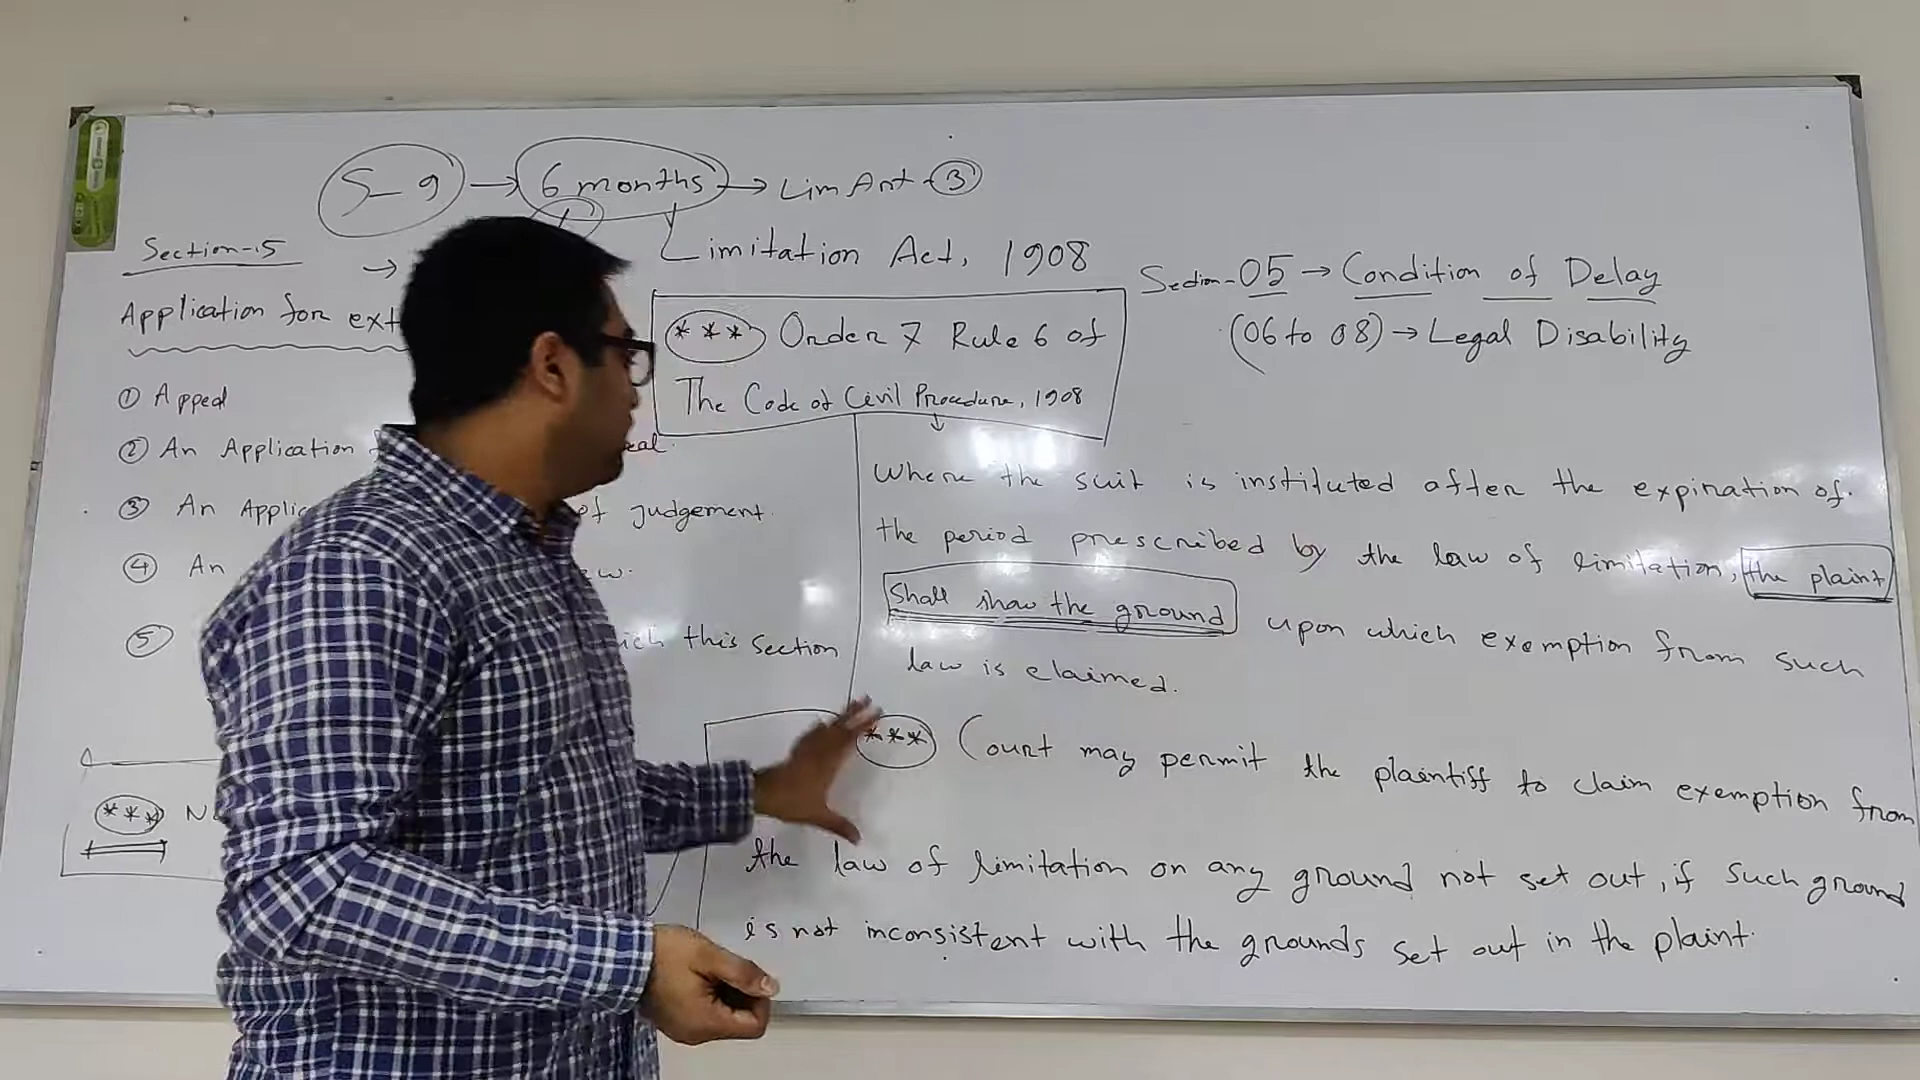 S-9 → 6 months → Lim Art-3
Limitation Act, 1908
Section-5
Application for ext
① Appeal
② An Application
③ An Applic of judgement.
④ An
⑤ this section
***
*** Order 7 Rule 6 of
The Code of Civil Procedure, 1908
Section-05 → Condition of Delay
(06 to 08) → Legal Disability
Where the suit is instituted after the expiration of
the period prescribed by the law of limitation, the plaint
Shall show the ground upon which exemption from such
law is claimed.
*** Court may permit the plaintiff to claim exemption from
the law of limitation on any ground not set out, if such ground
is not inconsistent with the grounds set out in the plaint.